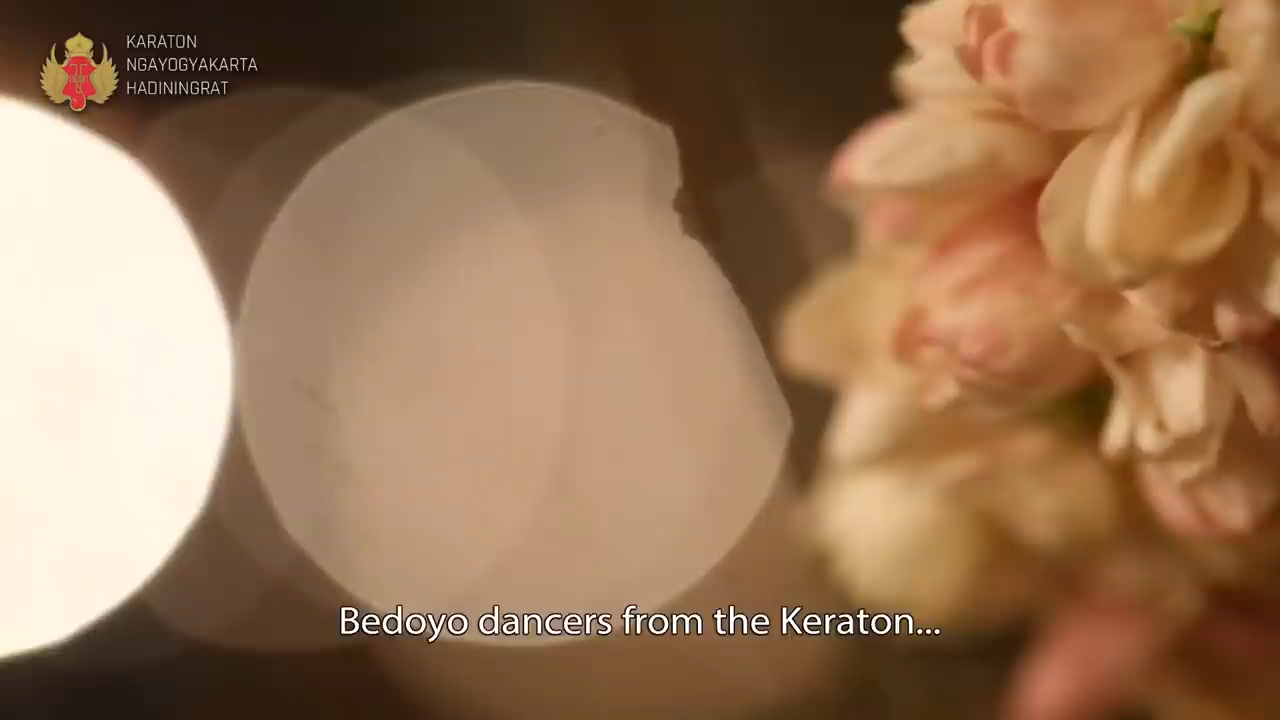 KARATON
NGAYOGYAKARTA
HADININGRAT
Bedoyo dancers from the Keraton...